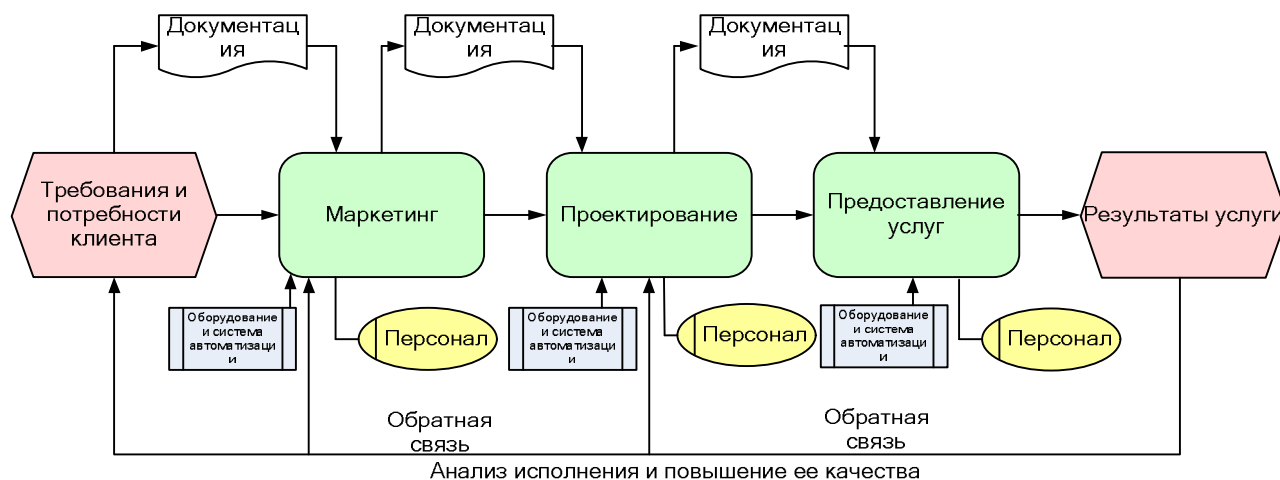 Документац
ия
Документац
ия
Документац
ия
Требования и
потребности
клиента
Маркетинг
Проектирование
Предоставление
услуг
Результаты услуги
Оборудование
и система
автоматизаци
и
Персонал
Оборудование
и система
автоматизаци
и
Персонал
Оборудование
и система
автоматизаци
и
Персонал
Обратная
связь
Обратная
связь
Анализ исполнения и повышение ее качества